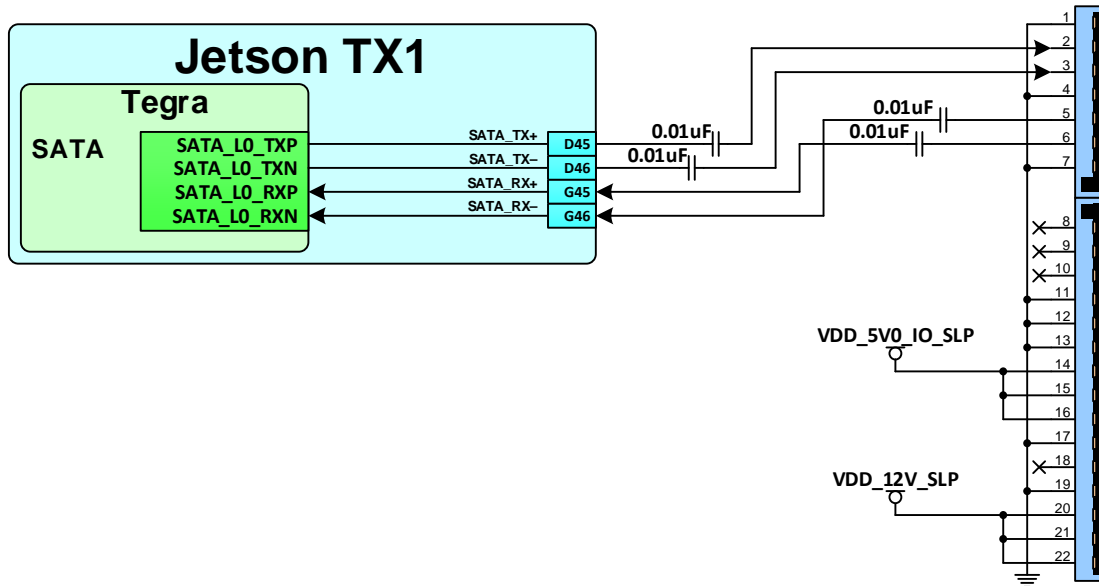 Jetson TX1
Tegra
SATA
SATA_L0_TXP
SATA_L0_TXN
SATA_L0_RXP
SATA_L0_RXN
SATA_TX+
SATA_TX–
SATA_RX+
SATA_RX–
D45
D46
G45
G46
0.01uF
0.01uF
0.01uF
0.01uF
1
2
3
4
5
6
7
8
9
10
11
12
13
VDD_5V0_IO_SLP
14
15
16
17
18
VDD_12V_SLP
19
20
21
22